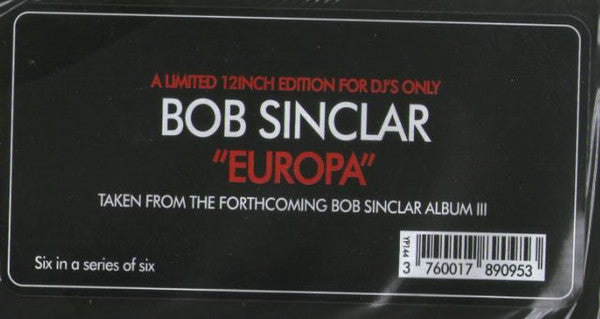 A LIMITED 12INCH EDITION FOR DJ'S ONLY
BOB SINCLAR
"EUROPA"
TAKEN FROM THE FORTHCOMING BOB SINCLAR ALBUM III
Six in a series of six
YP144
3 760017 890953